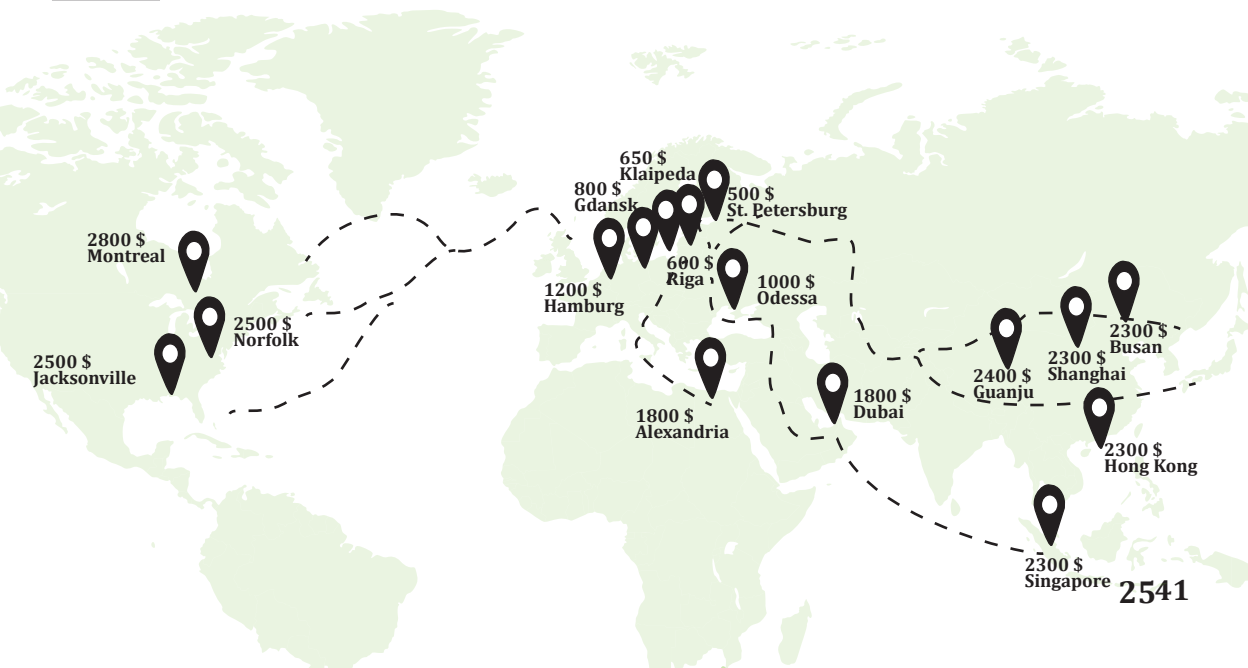 650 $
Klaipeda
800 $
Gdansk
500 $
St. Petersburg
2800 $
Montreal
600 $
Riga
1200 $
Hamburg
1000 $
Odessa
2500 $
Norfolk
2500 $
Jacksonville
2300 $
Busan
2300 $
Shanghai
2400 $
Guanju
1800 $
Dubai
1800 $
Alexandria
2300 $
Hong Kong
2300 $
Singapore
2541